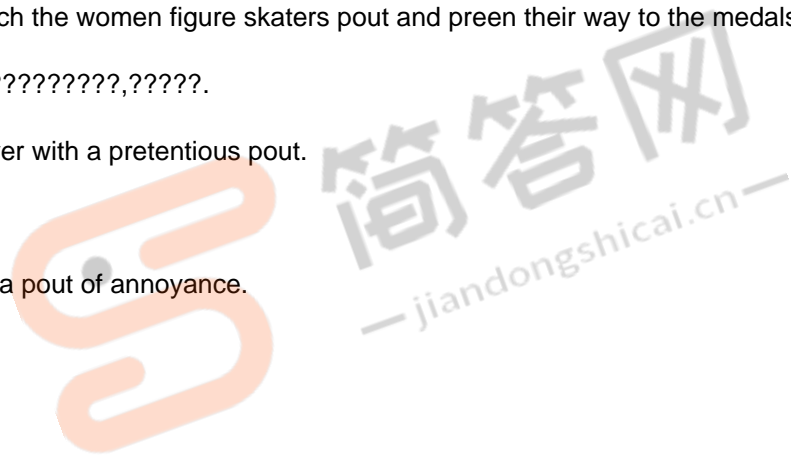 ch the women figure skaters pout and preen their way to the medals
?????????,?????.
er with a pretentious pout.
a pout of annoyance.
简答网
jiandongshicai.cn